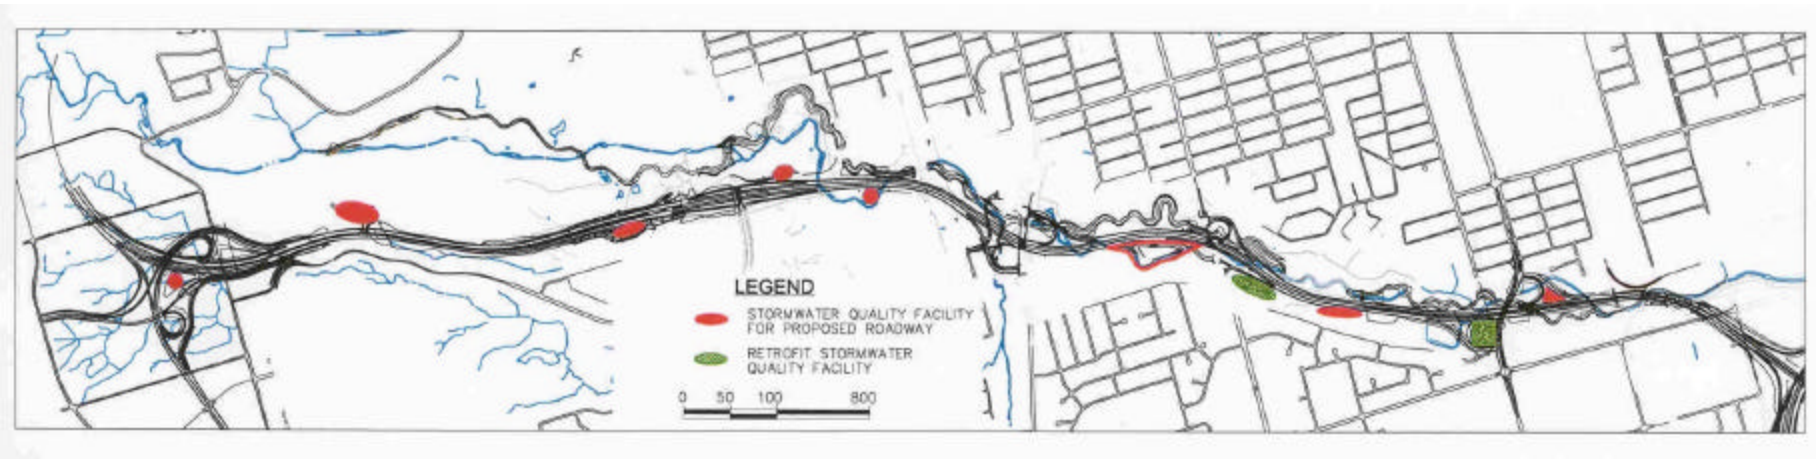 LEGEND
STORMWATER QUALITY FACILITY
FOR PROPOSED ROADWAY
RETROFIT STORMWATER
QUALITY FACILITY
0 50 100 800